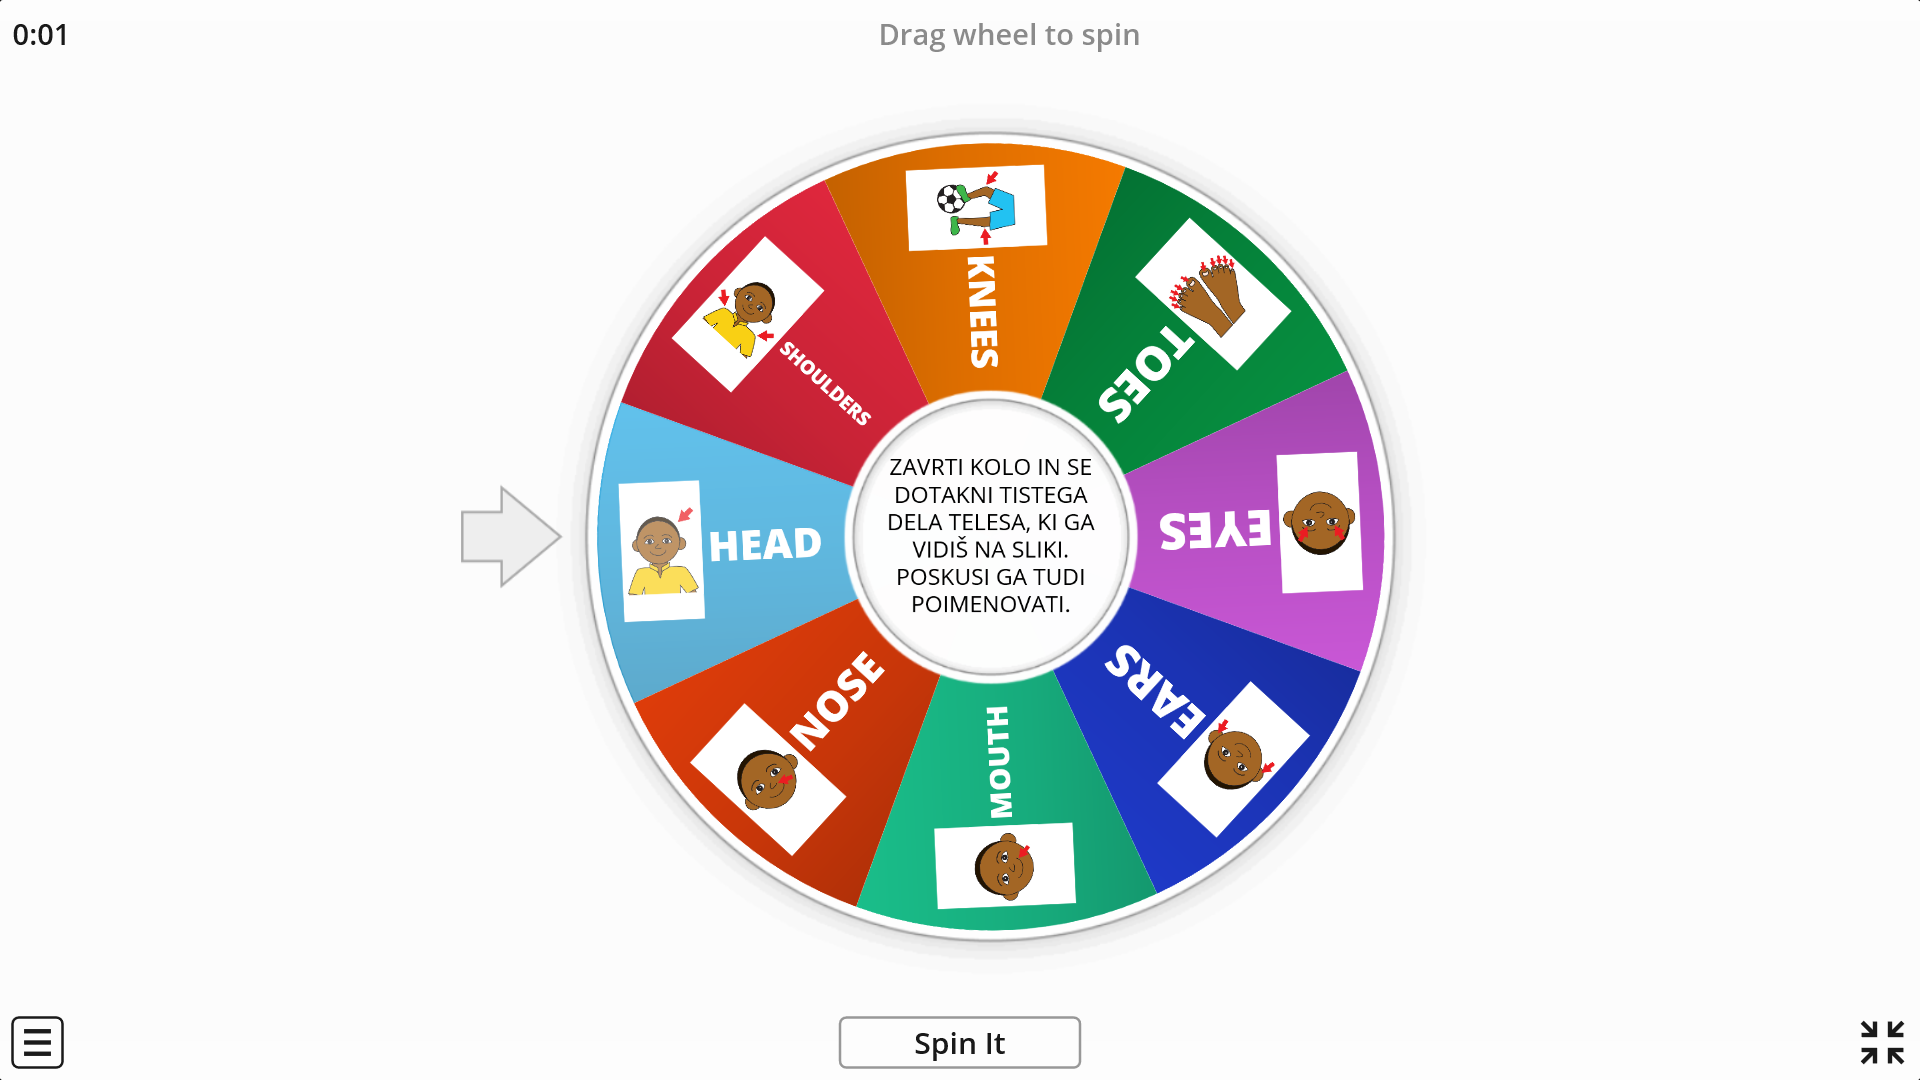 0:01
Drag wheel to spin
KNEES
TOES
SHOULDERS
HEAD
EYES
ZAVRTI KOLO IN SE
DOTAKNI TISTEGA
DELA TELESA, KI GA
VIDIŠ NA SLIKI.
POSKUSI GA TUDI
POIMENOVATI.
NOSE
EARS
MOUTH
Spin It